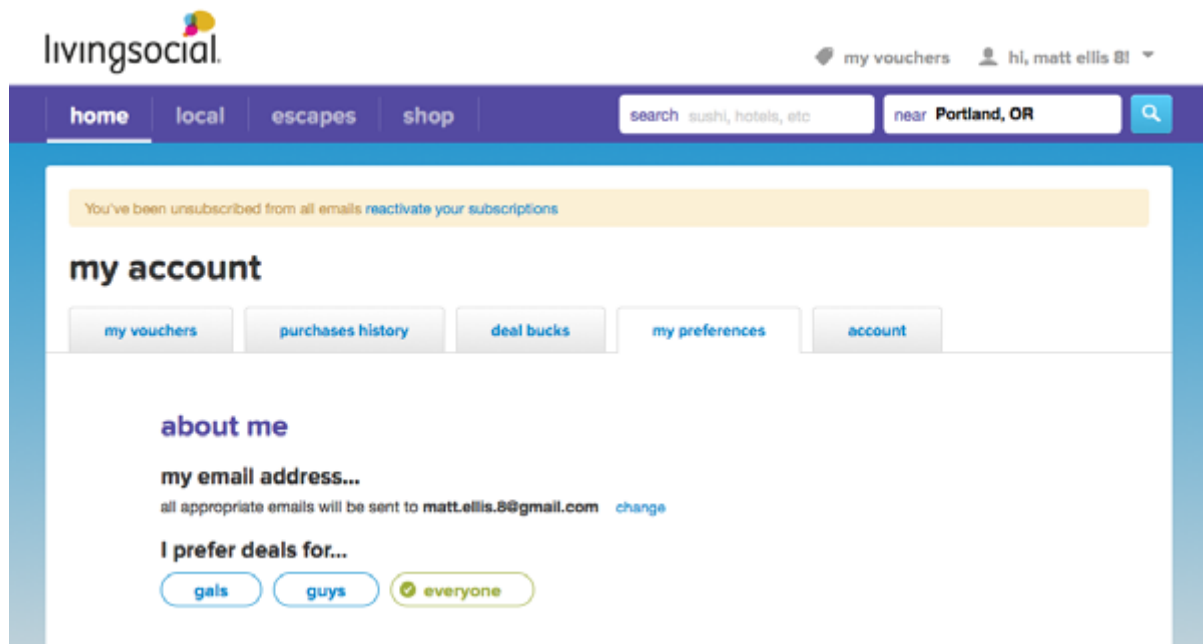 livingsocial.
my vouchers hi, matt ellis 8!
home local escapes shop search sushi, hotels, etc near Portland, OR
You've been unsubscribed from all emails reactivate your subscriptions
my account
my vouchers purchases history deal bucks my preferences account
about me
my email address...
all appropriate emails will be sent to matt.ellis.8@gmail.com change
I prefer deals for...
gals guys everyone